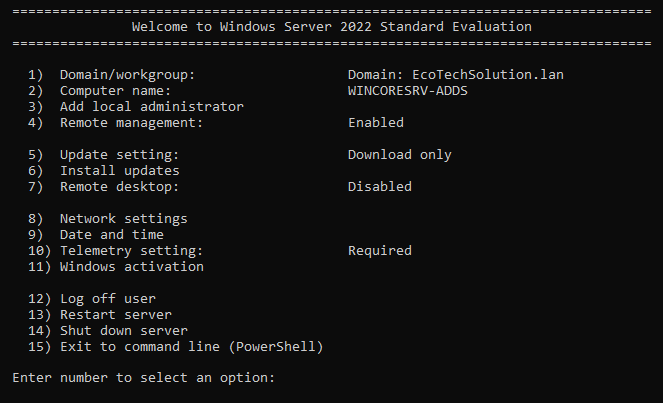 ================================================================================
Welcome to Windows Server 2022 Standard Evaluation
================================================================================
1) Domain/workgroup: Domain: EcoTechSolution.lan
2) Computer name: WINCORESRV-ADDS
3) Add local administrator
4) Remote management: Enabled
5) Update setting: Download only
6) Install updates
7) Remote desktop: Disabled
8) Network settings
9) Date and time
10) Telemetry setting: Required
11) Windows activation
12) Log off user
13) Restart server
14) Shut down server
15) Exit to command line (PowerShell)
Enter number to select an option: